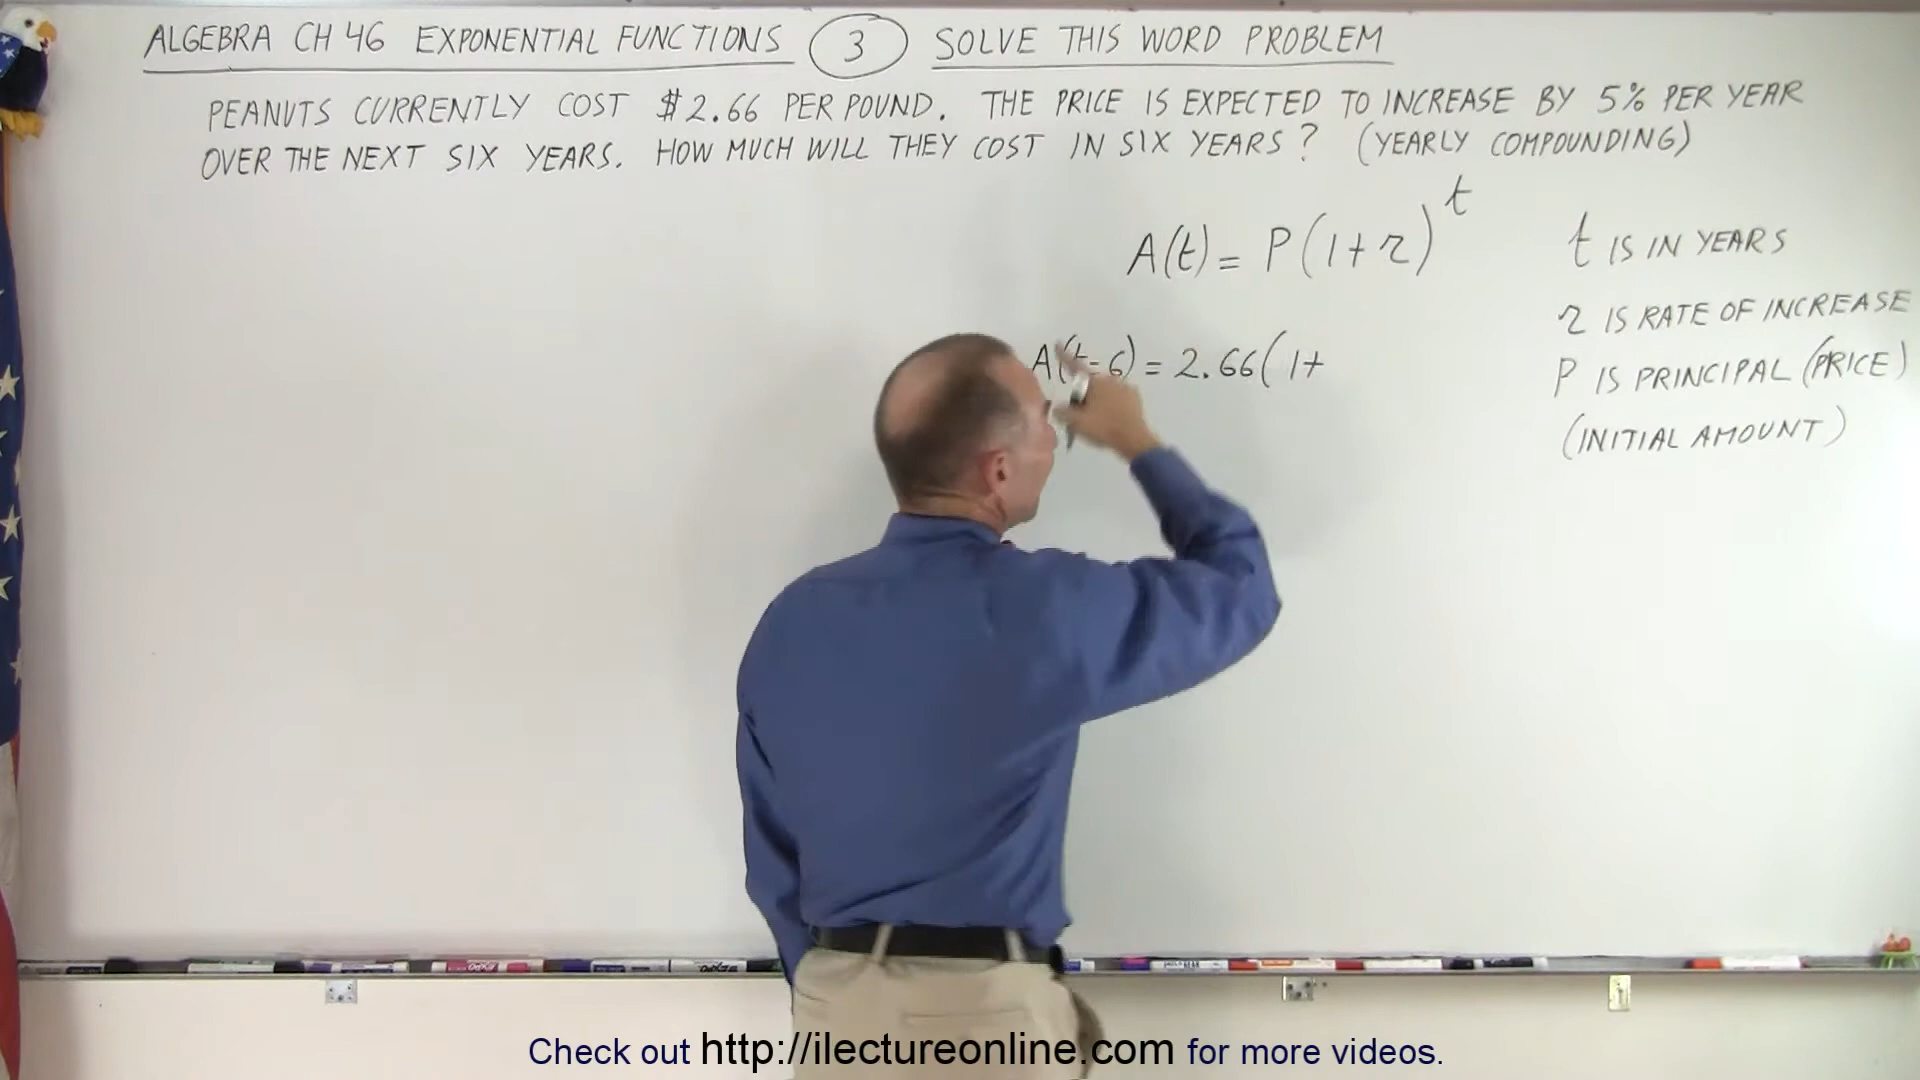 ALGEBRA CH 46 EXPONENTIAL FUNCTIONS 3 SOLVE THIS WORD PROBLEM
PEANUTS CURRENTLY COST $2.66 PER POUND. THE PRICE IS EXPECTED TO INCREASE BY 5% PER YEAR
OVER THE NEXT SIX YEARS. HOW MUCH WILL THEY COST IN SIX YEARS? (YEARLY COMPOUNDING)
A(t) = P(1+r)^t
t IS IN YEARS
r IS RATE OF INCREASE
A(t=6) = 2.66(1+
P IS PRINCIPAL (PRICE)
(INITIAL AMOUNT)
EXPO
Check out http://ilectureonline.com for more videos.